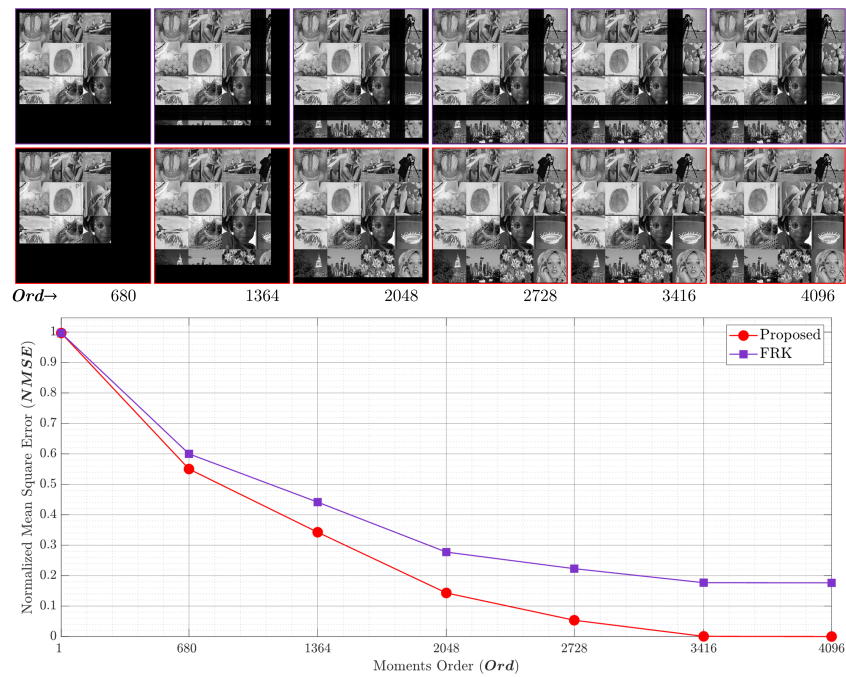 Ord→ 680 1364 2048 2728 3416 4096
Proposed
FRK
Normalized Mean Square Error (NMSE)
1
0.9
0.8
0.7
0.6
0.5
0.4
0.3
0.2
0.1
0
1 680 1364 2048 2728 3416 4096
Moments Order (Ord)